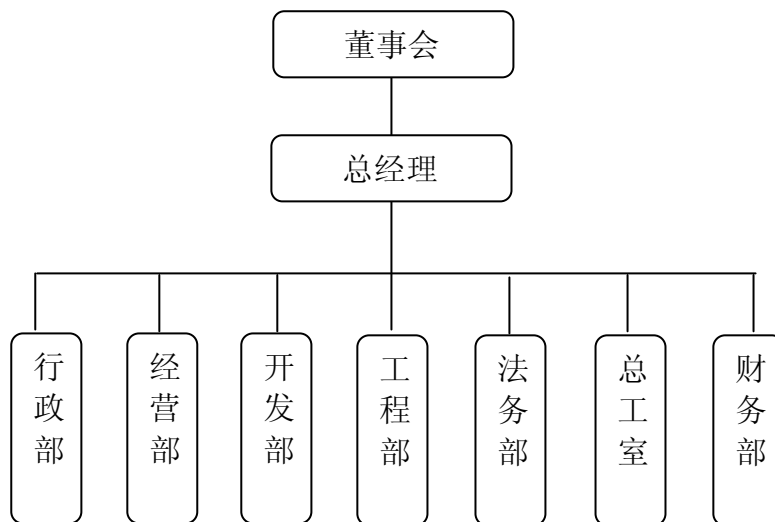 董事会
总经理
行政部
经营部
开发部
工程部
法务部
总工室
财务部